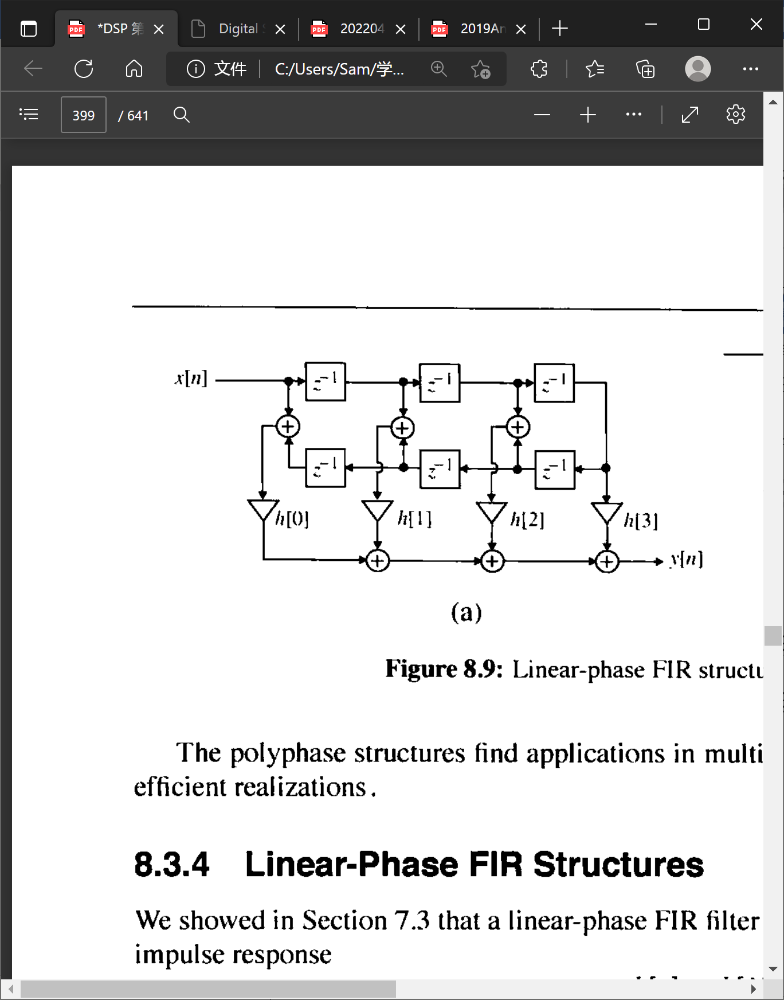 *DSP 第
Digital
202204
2019An
文件
C:/Users/Sam/学...
399 / 641
x[n]
z⁻¹ z⁻¹ z⁻¹
+ + +
z⁻¹ z⁻¹ z⁻¹
h[0] h[1] h[2] h[3]
+ + + y[n]
(a)
Figure 8.9: Linear-phase FIR structu
The polyphase structures find applications in multi
efficient realizations.
8.3.4 Linear-Phase FIR Structures
We showed in Section 7.3 that a linear-phase FIR filter
impulse response